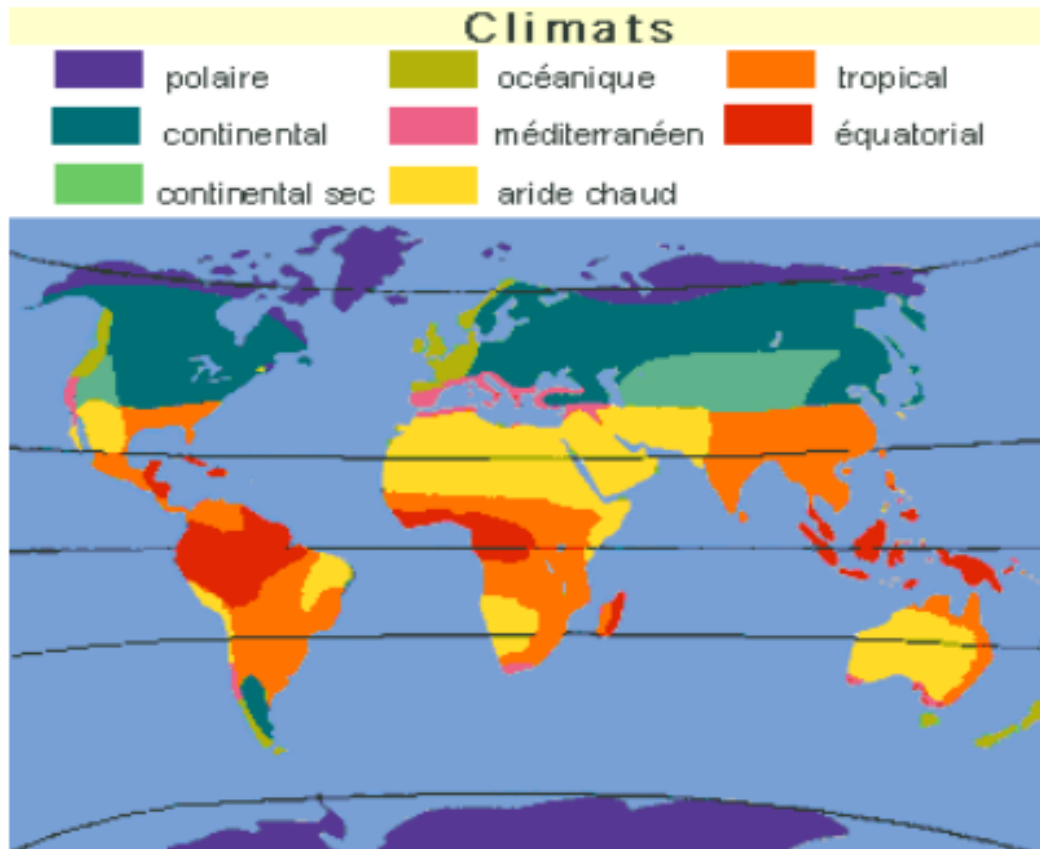 Climats
polaire océanique tropical
continental méditerranéen équatorial
continental sec aride chaud